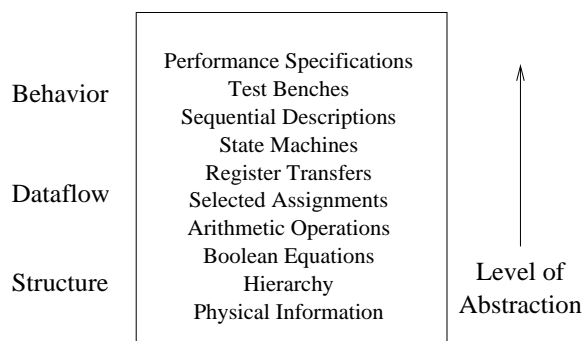 Behavior
Dataflow
Structure
Performance Specifications
Test Benches
Sequential Descriptions
State Machines
Register Transfers
Selected Assignments
Arithmetic Operations
Boolean Equations
Hierarchy
Physical Information
Level of
Abstraction